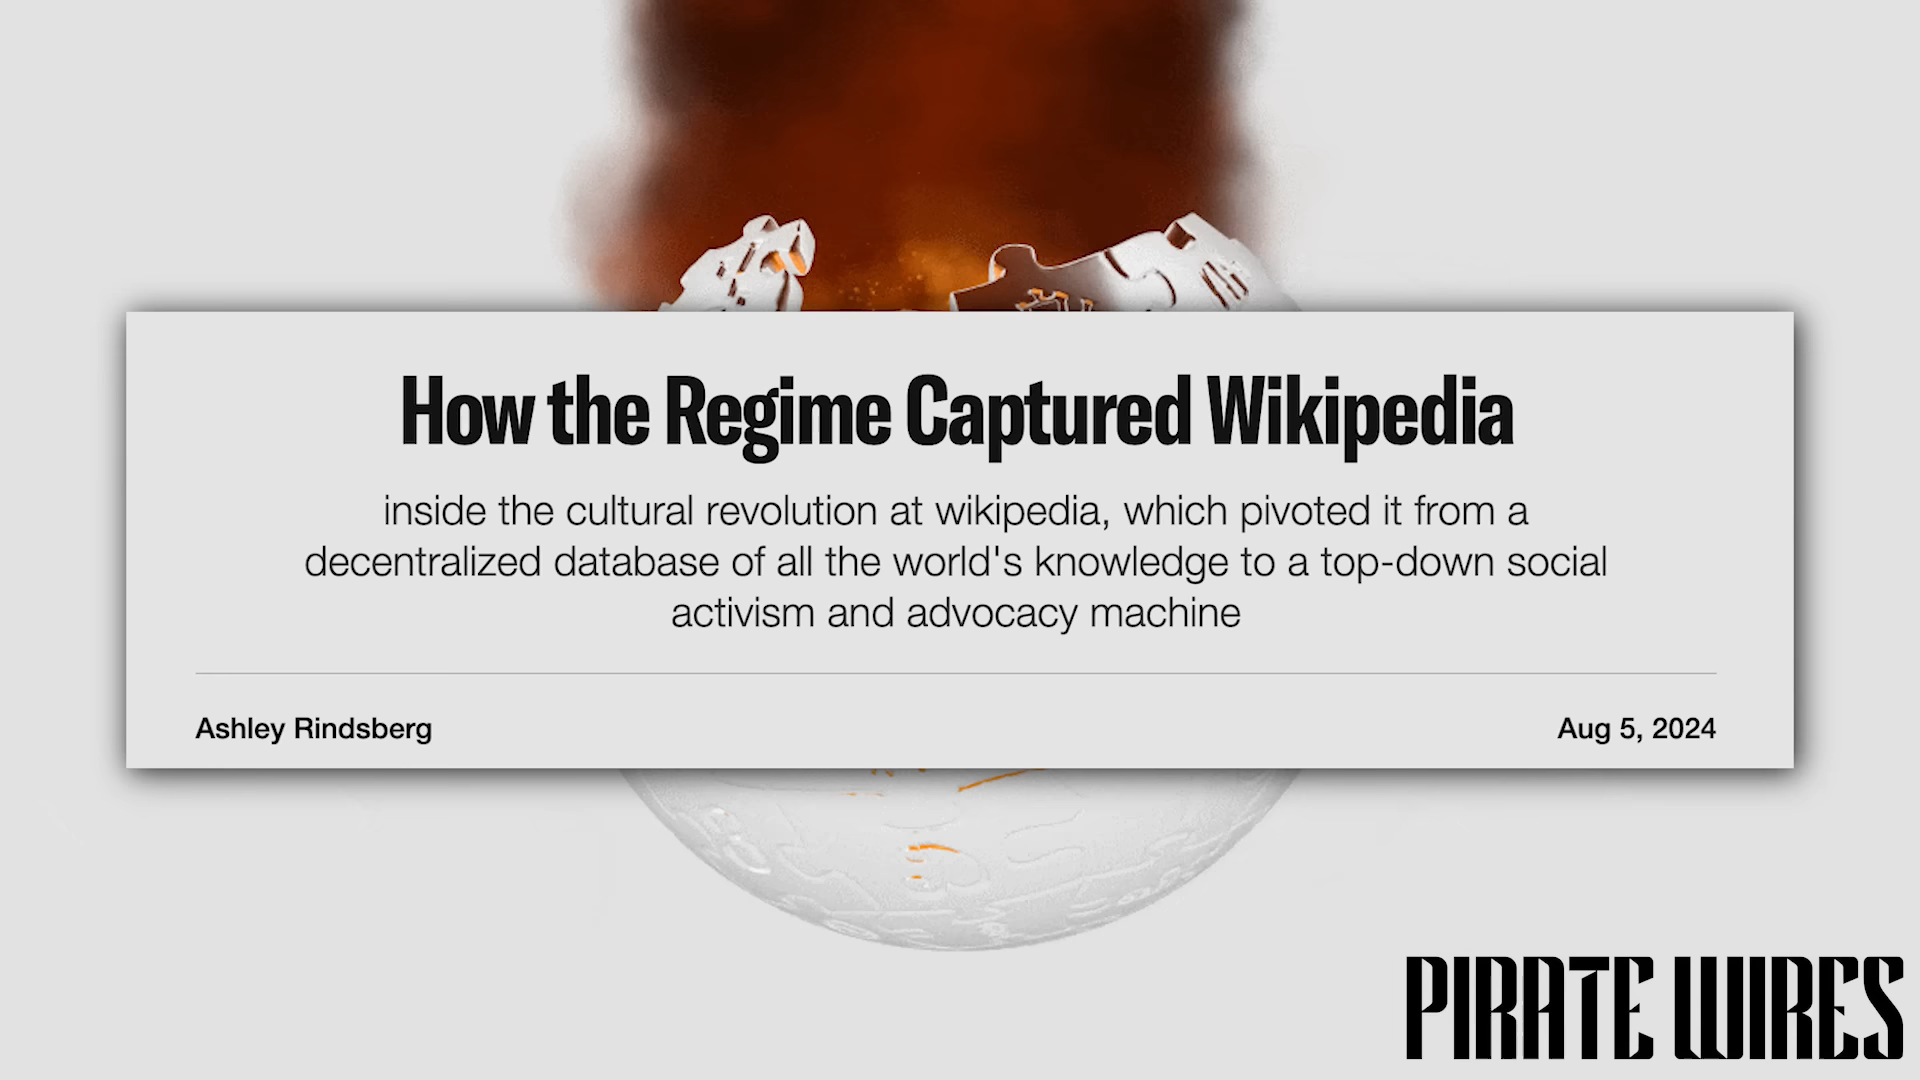 How the Regime Captured Wikipedia
inside the cultural revolution at wikipedia, which pivoted it from a
decentralized database of all the world's knowledge to a top-down social
activism and advocacy machine
Ashley Rindsberg
Aug 5, 2024
PIRATE WIRES